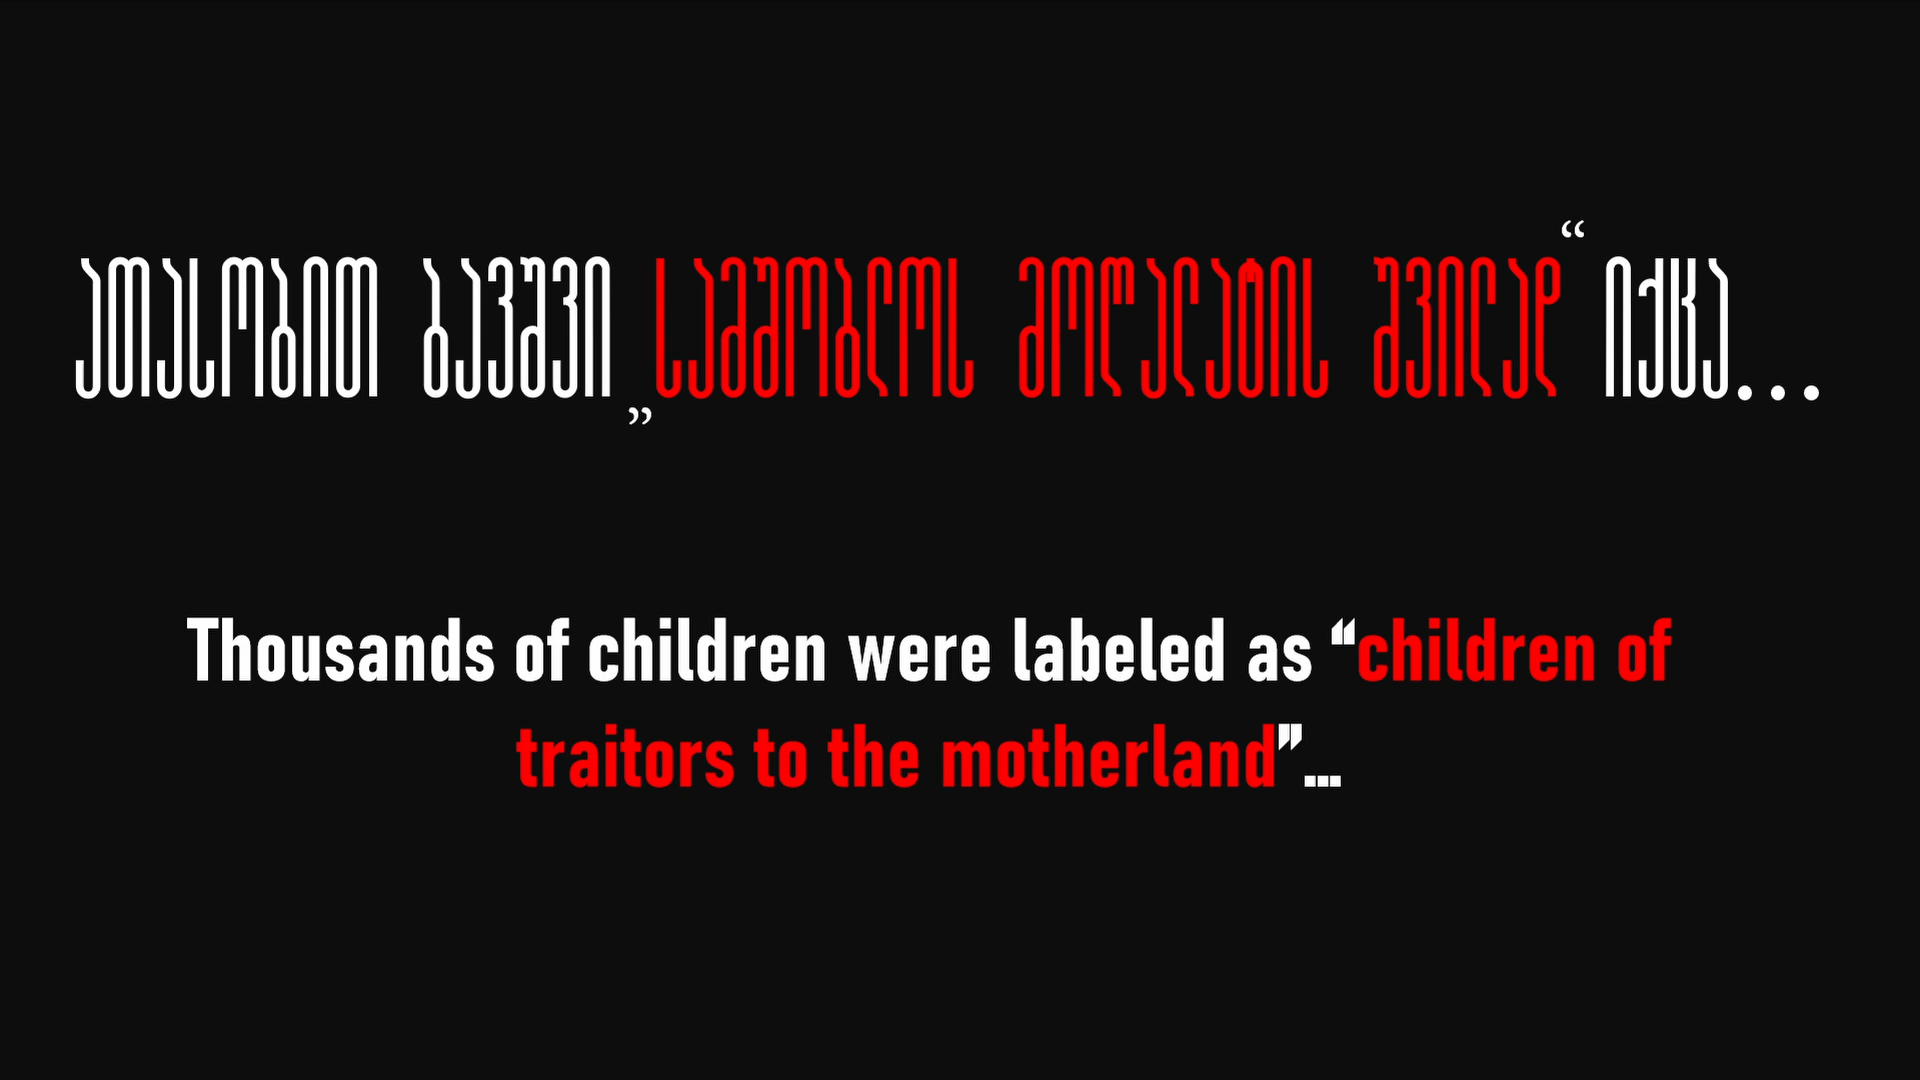 ათასობით ბავშვი „სამშობლოს მოღალატის შვილად“ იქცა...
Thousands of children were labeled as “children of
traitors to the motherland”...